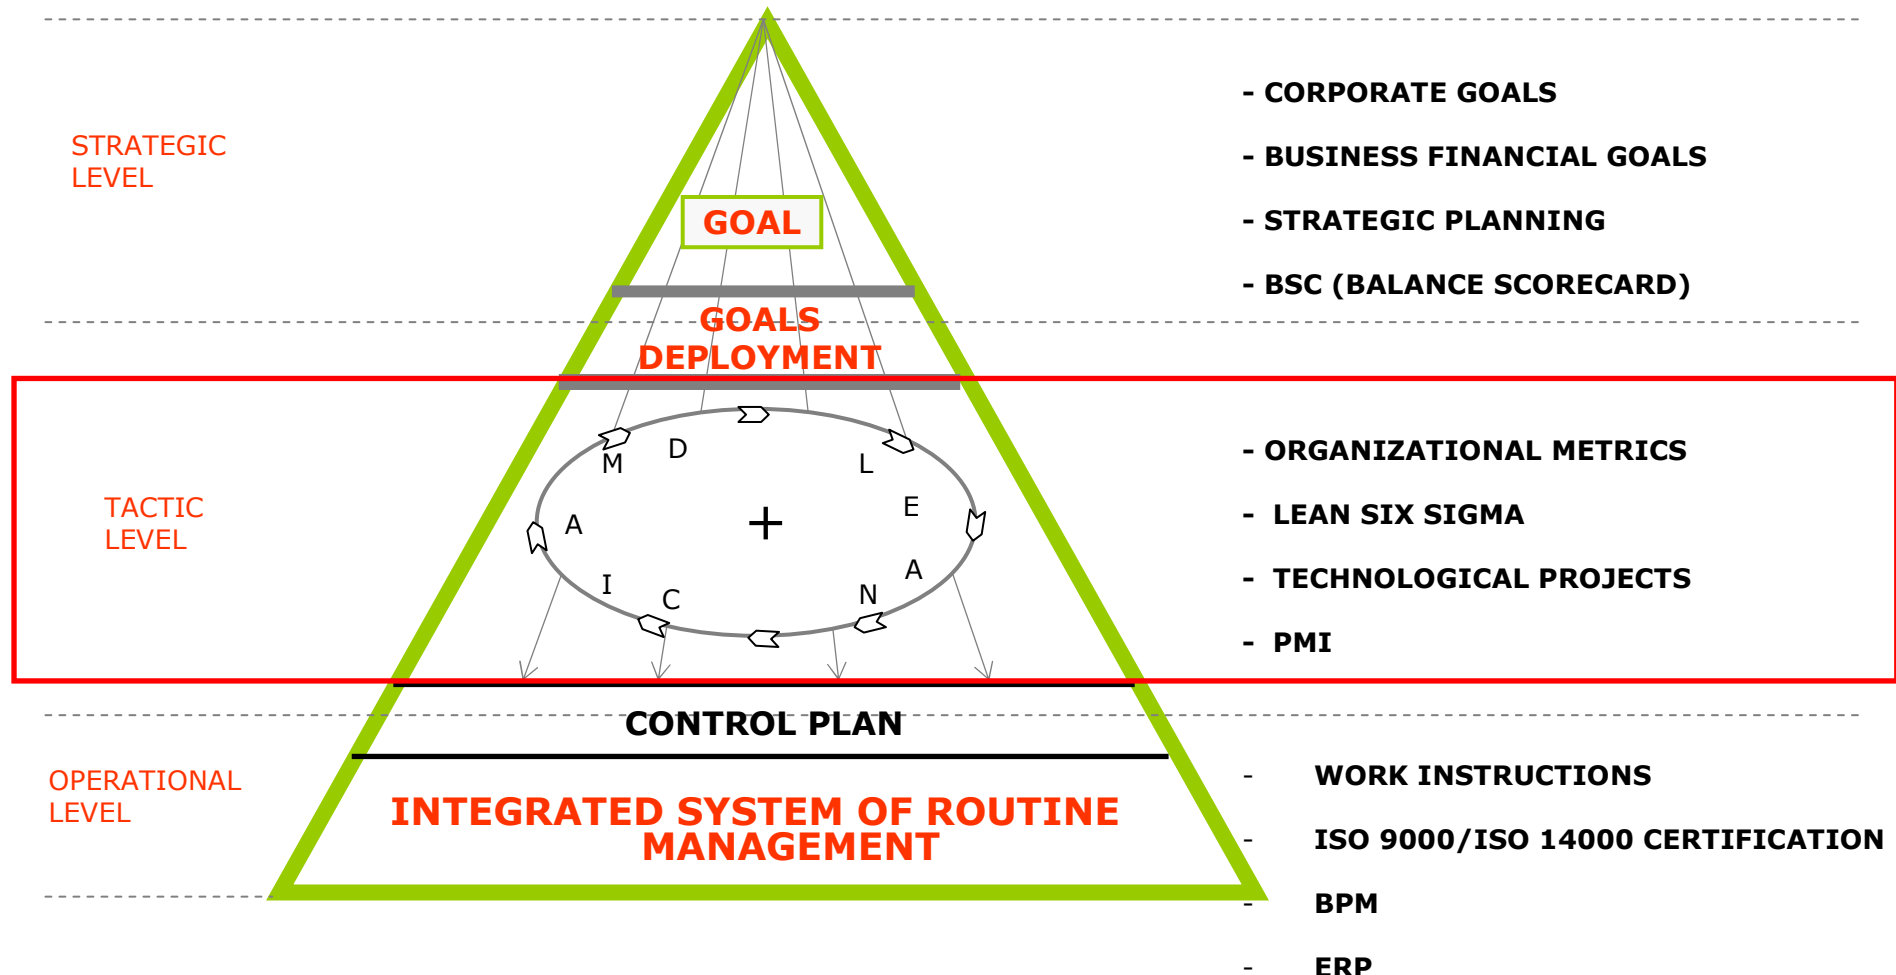 STRATEGIC
LEVEL
GOAL
- CORPORATE GOALS
- BUSINESS FINANCIAL GOALS
- STRATEGIC PLANNING
- BSC (BALANCE SCORECARD)
GOALS
DEPLOYMENT
TACTIC
LEVEL
D
M
A
I
C
+
L
E
A
N
- ORGANIZATIONAL METRICS
- LEAN SIX SIGMA
- TECHNOLOGICAL PROJECTS
- PMI
CONTROL PLAN
OPERATIONAL
LEVEL
INTEGRATED SYSTEM OF ROUTINE
MANAGEMENT
- WORK INSTRUCTIONS
- ISO 9000/ISO 14000 CERTIFICATION
- BPM
- ERP